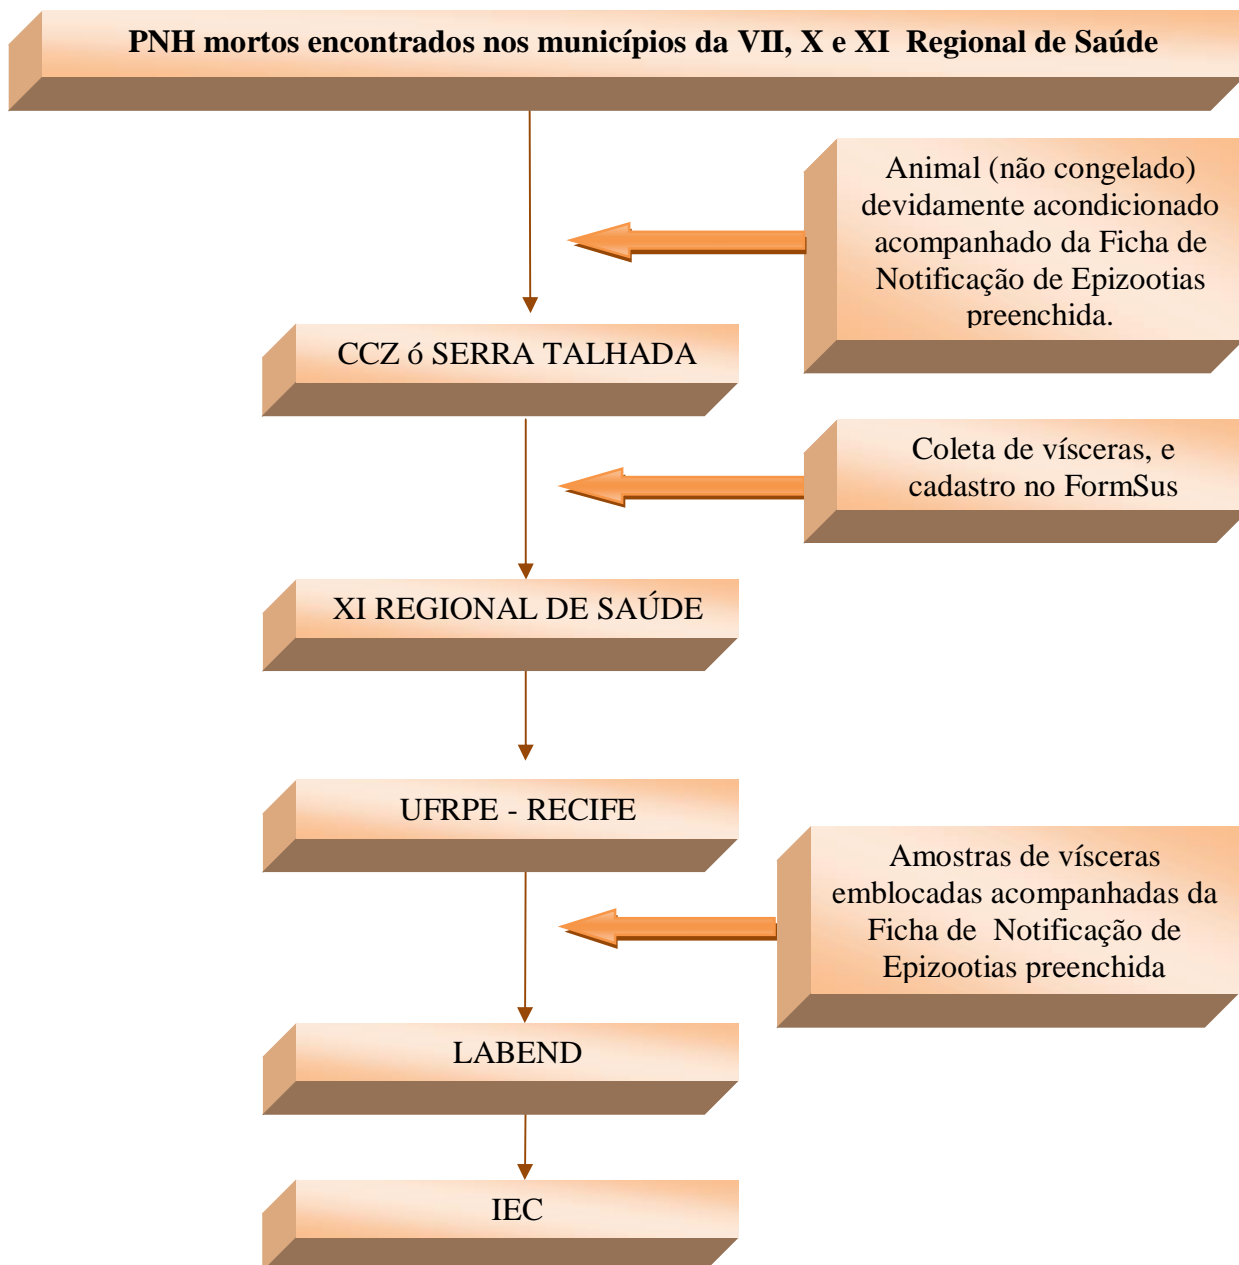 PNH mortos encontrados nos municípios da VII, X e XI Regional de Saúde
Animal (não congelado)
devidamente acondicionado
acompanhado da Ficha de
Notificação de Epizootias
preenchida.
CCZ ó SERRA TALHADA
Coleta de vísceras, e
cadastro no FormSus
XI REGIONAL DE SAÚDE
UFRPE - RECIFE
Amostras de vísceras
emblocadas acompanhadas da
Ficha de Notificação de
Epizootias preenchida
LABEND
IEC